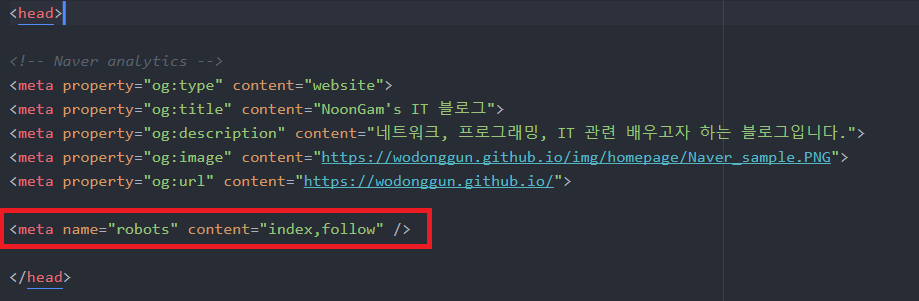 <head>
<!-- Naver analytics -->
<meta property="og:type" content="website">
<meta property="og:title" content="NoonGam's IT 블로그">
<meta property="og:description" content="네트워크, 프로그래밍, IT 관련 배우고자 하는 블로그입니다.">
<meta property="og:image" content="https://wodonggun.github.io/img/homepage/Naver_sample.PNG">
<meta property="og:url" content="https://wodonggun.github.io/">
<meta name="robots" content="index,follow" />
</head>